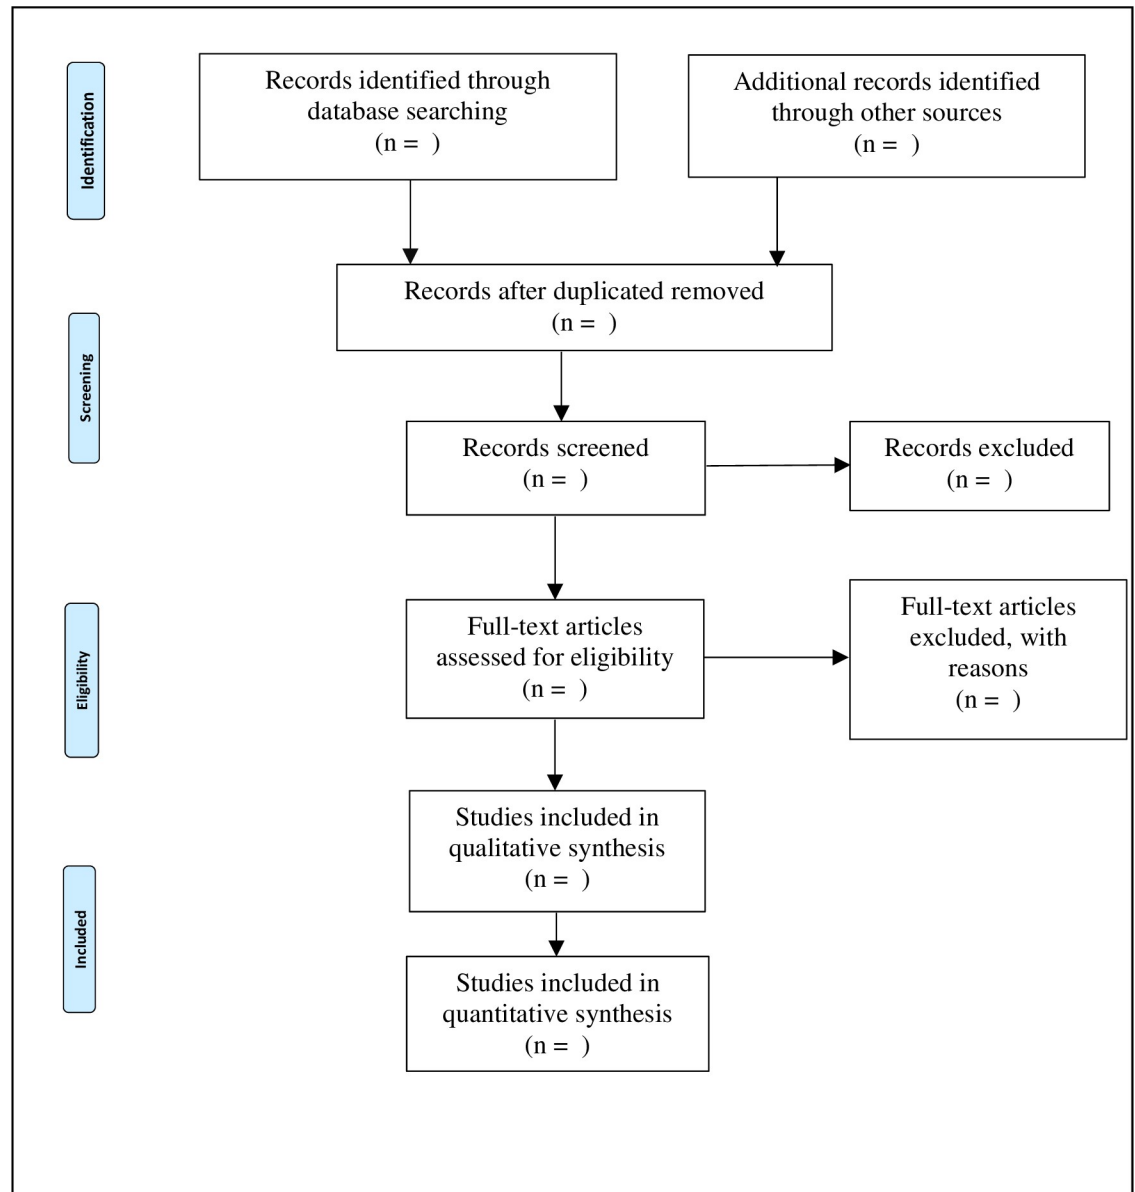 Identification
Records identified through
database searching
(n =  )
Additional records identified
through other sources
(n =  )
Records after duplicated removed
(n =  )
Screening
Records screened
(n =  )
Records excluded
(n =  )
Eligibility
Full-text articles
assessed for eligibility
(n =  )
Full-text articles
excluded, with
reasons
(n =  )
Studies included in
qualitative synthesis
(n =  )
Included
Studies included in
quantitative synthesis
(n =  )